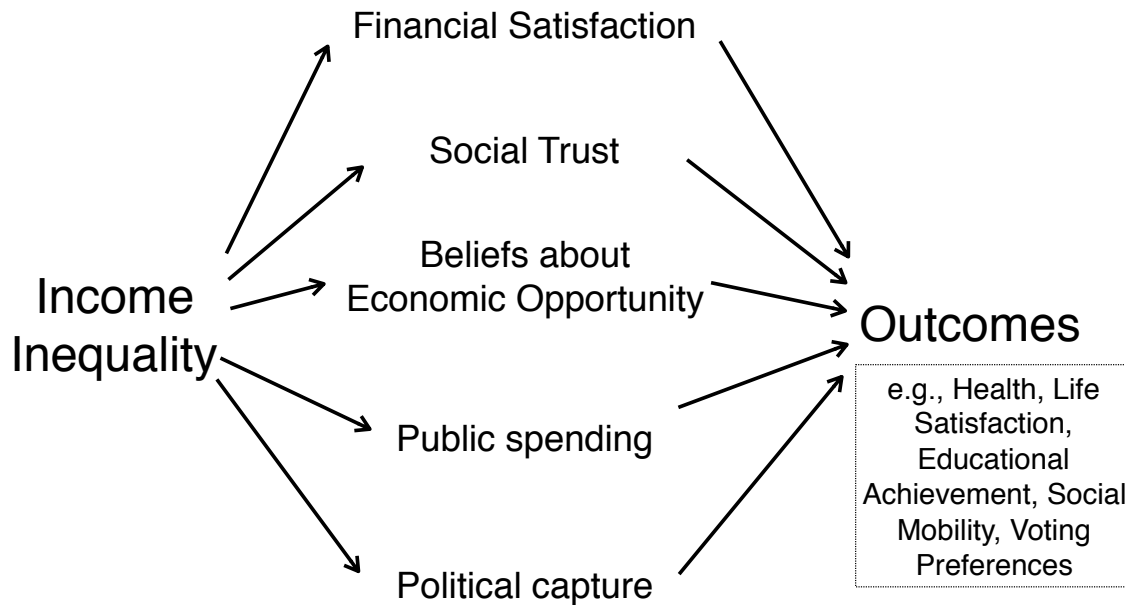 Financial Satisfaction
Social Trust
Beliefs about
Economic Opportunity
Income
Inequality
Outcomes
e.g., Health, Life
Satisfaction,
Educational
Achievement, Social
Mobility, Voting
Preferences
Public spending
Political capture